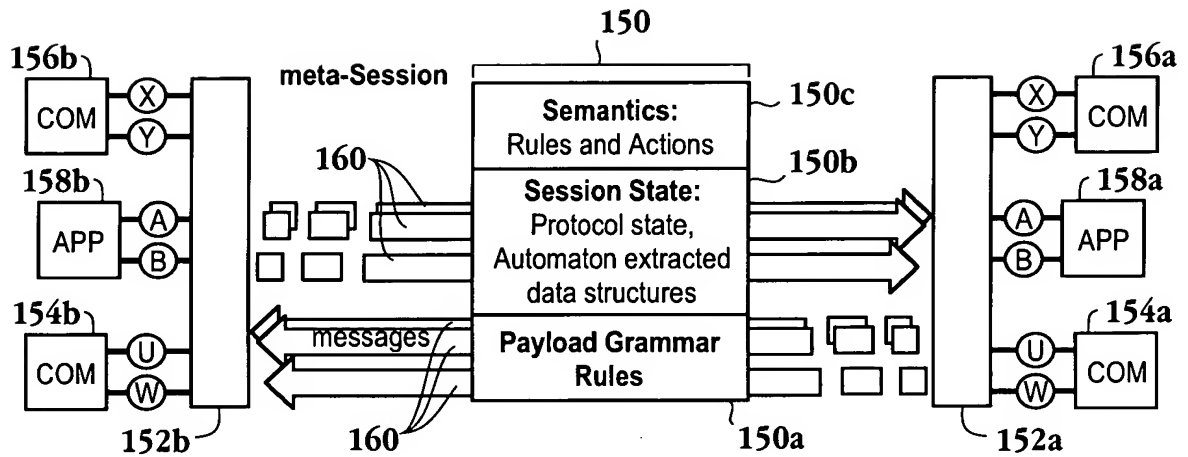 150
156b
meta-Session
156a
X
COM
Y
Semantics:
Rules and Actions
150c
X
Y
COM
158b
160
150b
158a
A
APP
B
Session State:
Protocol state,
Automaton extracted
data structures
A
B
APP
154b
154a
U
COM
W
messages
Payload Grammar
Rules
U
W
COM
152b
160
150a
152a